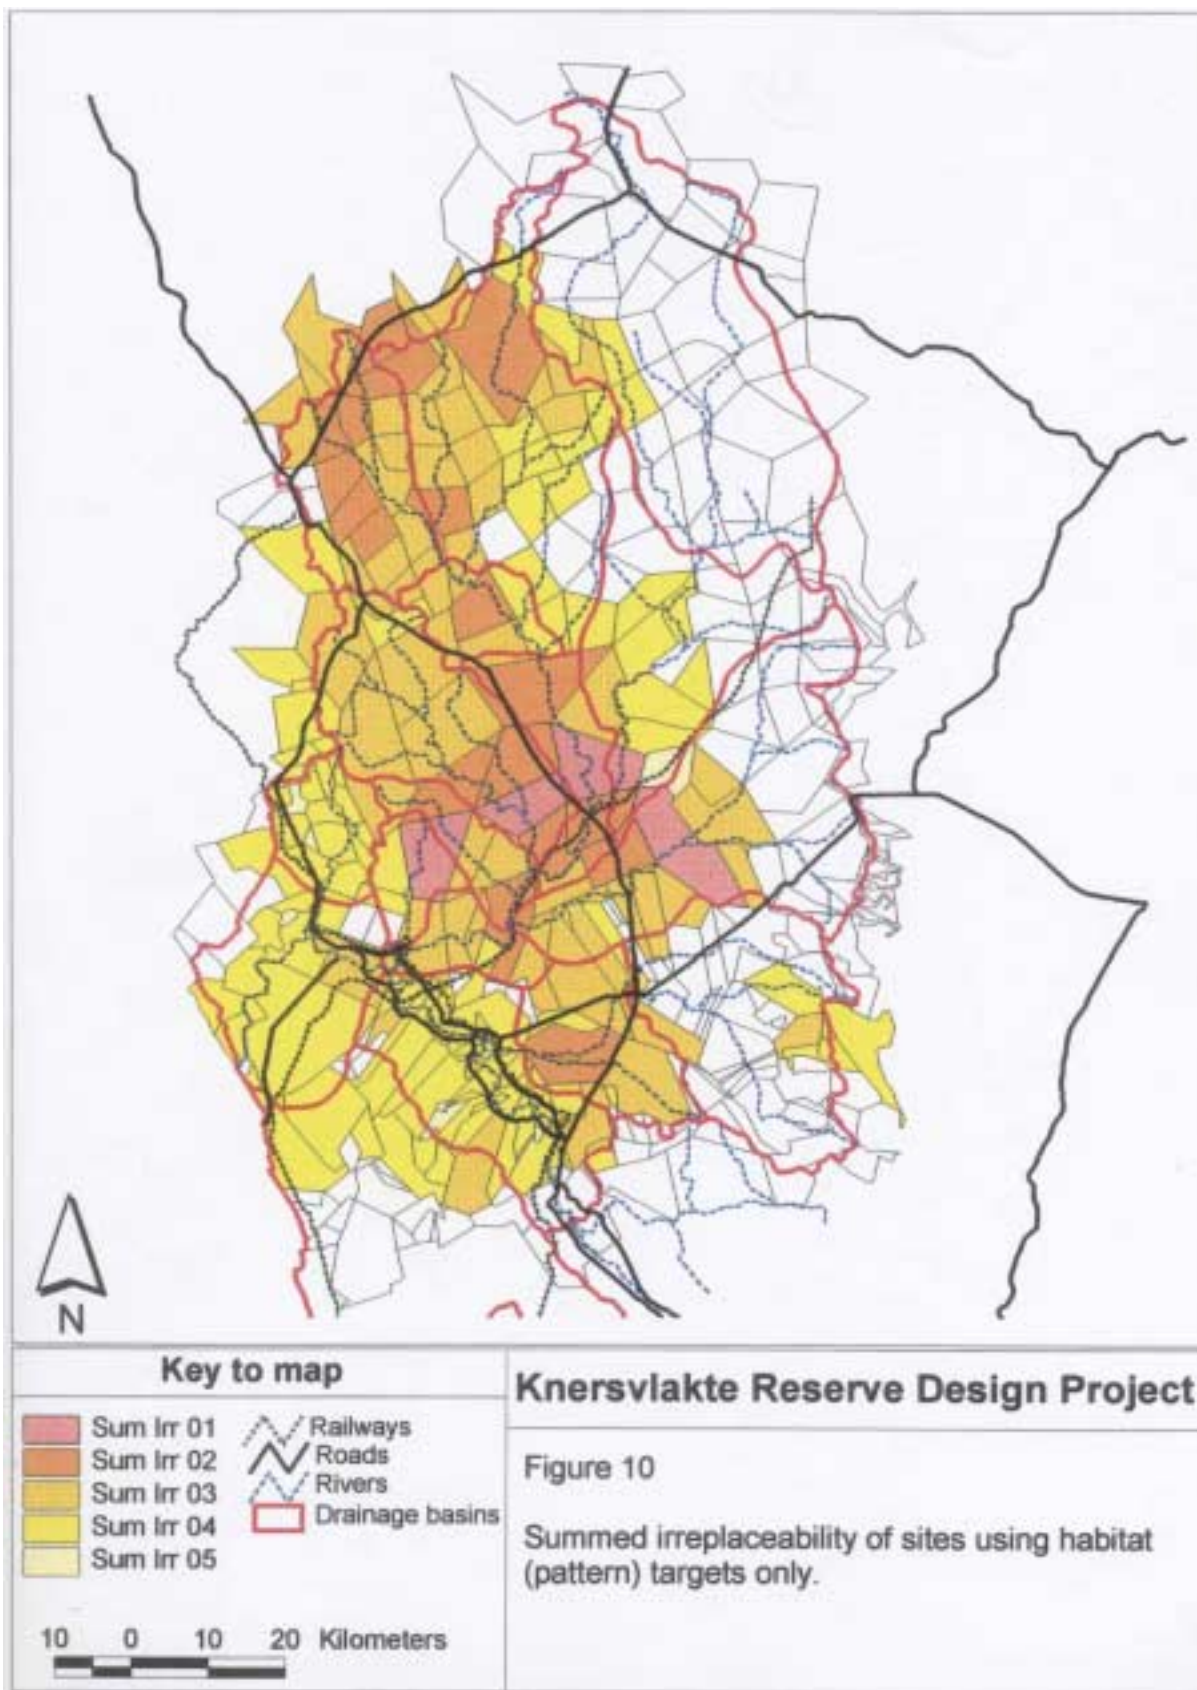 N
Key to map
Sum Irr 01
Sum Irr 02
Sum Irr 03
Sum Irr 04
Sum Irr 05
Railways
Roads
Rivers
Drainage basins
10 0 10 20 Kilometers
Knersvlakte Reserve Design Project
Figure 10
Summed irreplaceability of sites using habitat
(pattern) targets only.